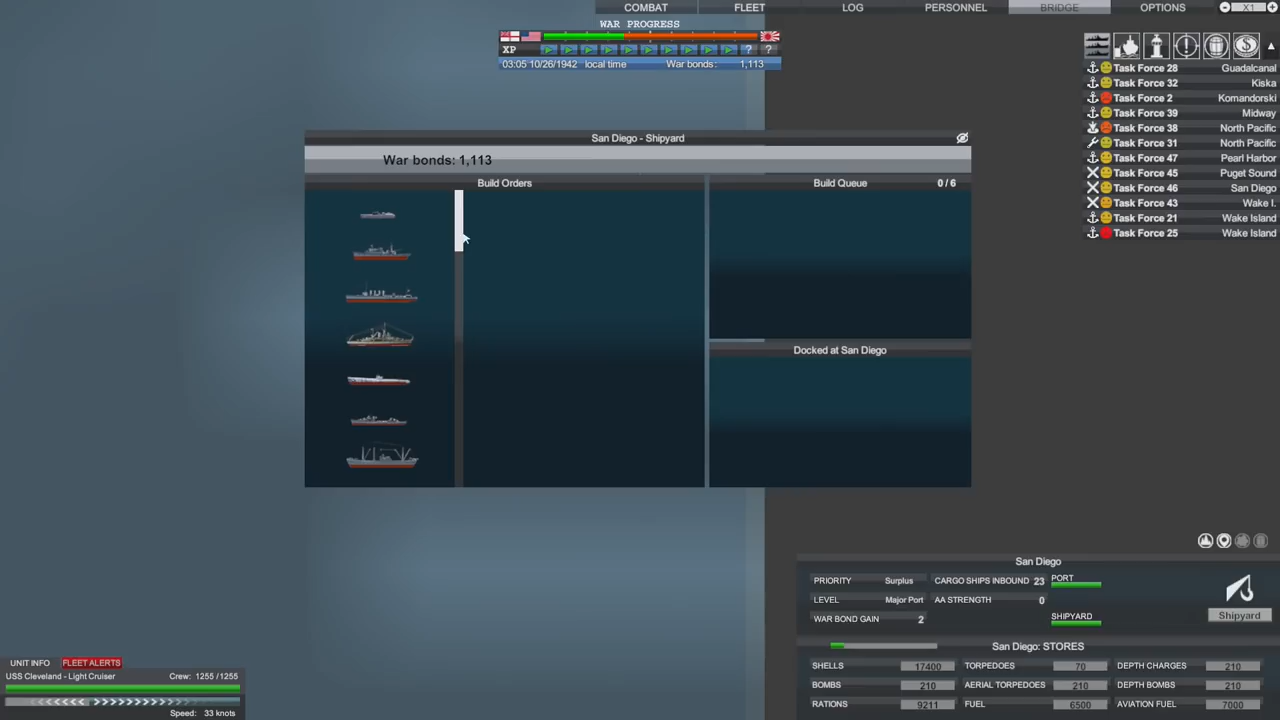 COMBAT FLEET LOG PERSONNEL BRIDGE OPTIONS - X1 +
WAR PROGRESS
XP ? ?
03:05 10/26/1942 local time War bonds: 1,113
Task Force 28 Guadalcanal
Task Force 32 Kiska
Task Force 2 Komandorski
Task Force 39 Midway
Task Force 38 North Pacific
Task Force 31 North Pacific
Task Force 47 Pearl Harbor
Task Force 45 Puget Sound
Task Force 46 San Diego
Task Force 43 Wake I.
Task Force 21 Wake Island
Task Force 25 Wake Island
San Diego - Shipyard
War bonds: 1,113
Build Orders
Build Queue 0 / 6
Docked at San Diego
San Diego
PRIORITY Surplus CARGO SHIPS INBOUND 23 PORT
LEVEL Major Port AA STRENGTH 0
WAR BOND GAIN 2 SHIPYARD
Shipyard
San Diego: STORES
SHELLS 17400 TORPEDOES 70 DEPTH CHARGES 210
BOMBS 210 AERIAL TORPEDOES 210 DEPTH BOMBS 210
RATIONS 9211 FUEL 6500 AVIATION FUEL 7000
UNIT INFO FLEET ALERTS
USS Cleveland - Light Cruiser Crew: 1255 /1255
Speed: 33 knots